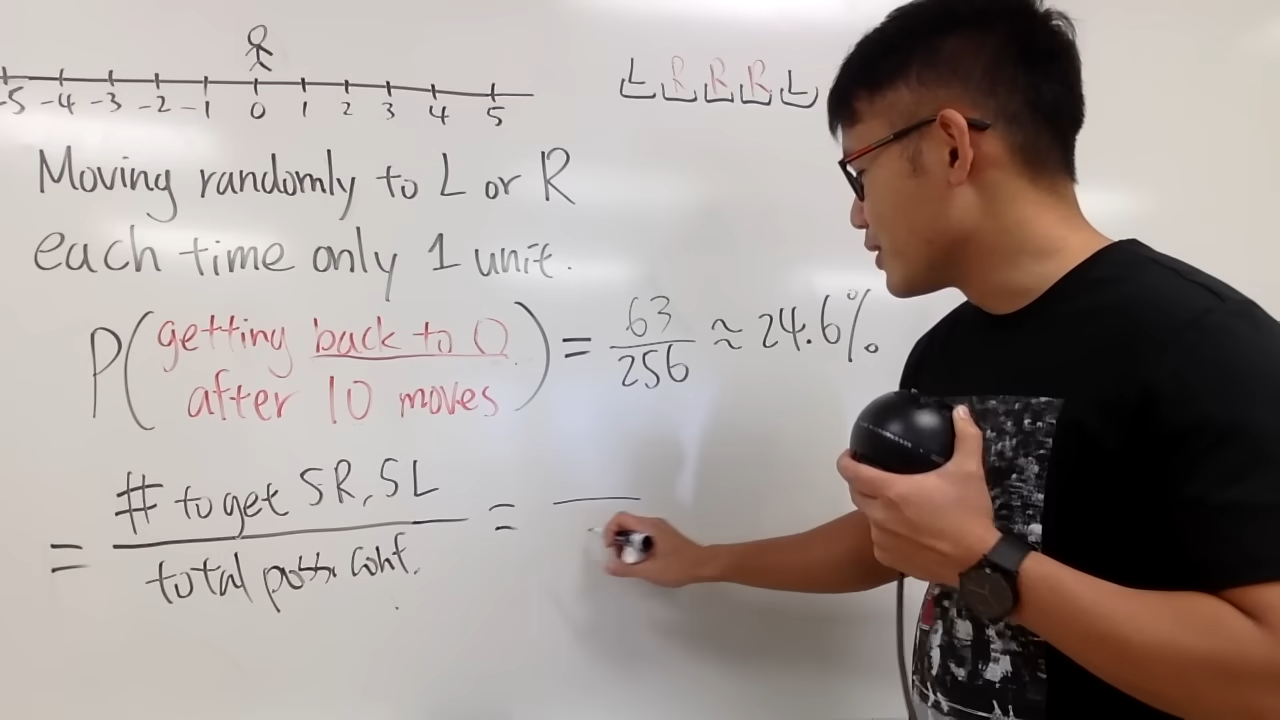 L R R R L
-5 -4 -3 -2 -1 0 1 2 3 4 5
Moving randomly to L or R
each time only 1 unit.
P(getting back to 0 after 10 moves) = 63/256 ≈ 24.6%
= # to get 5R, 5L / total poss. conf. =